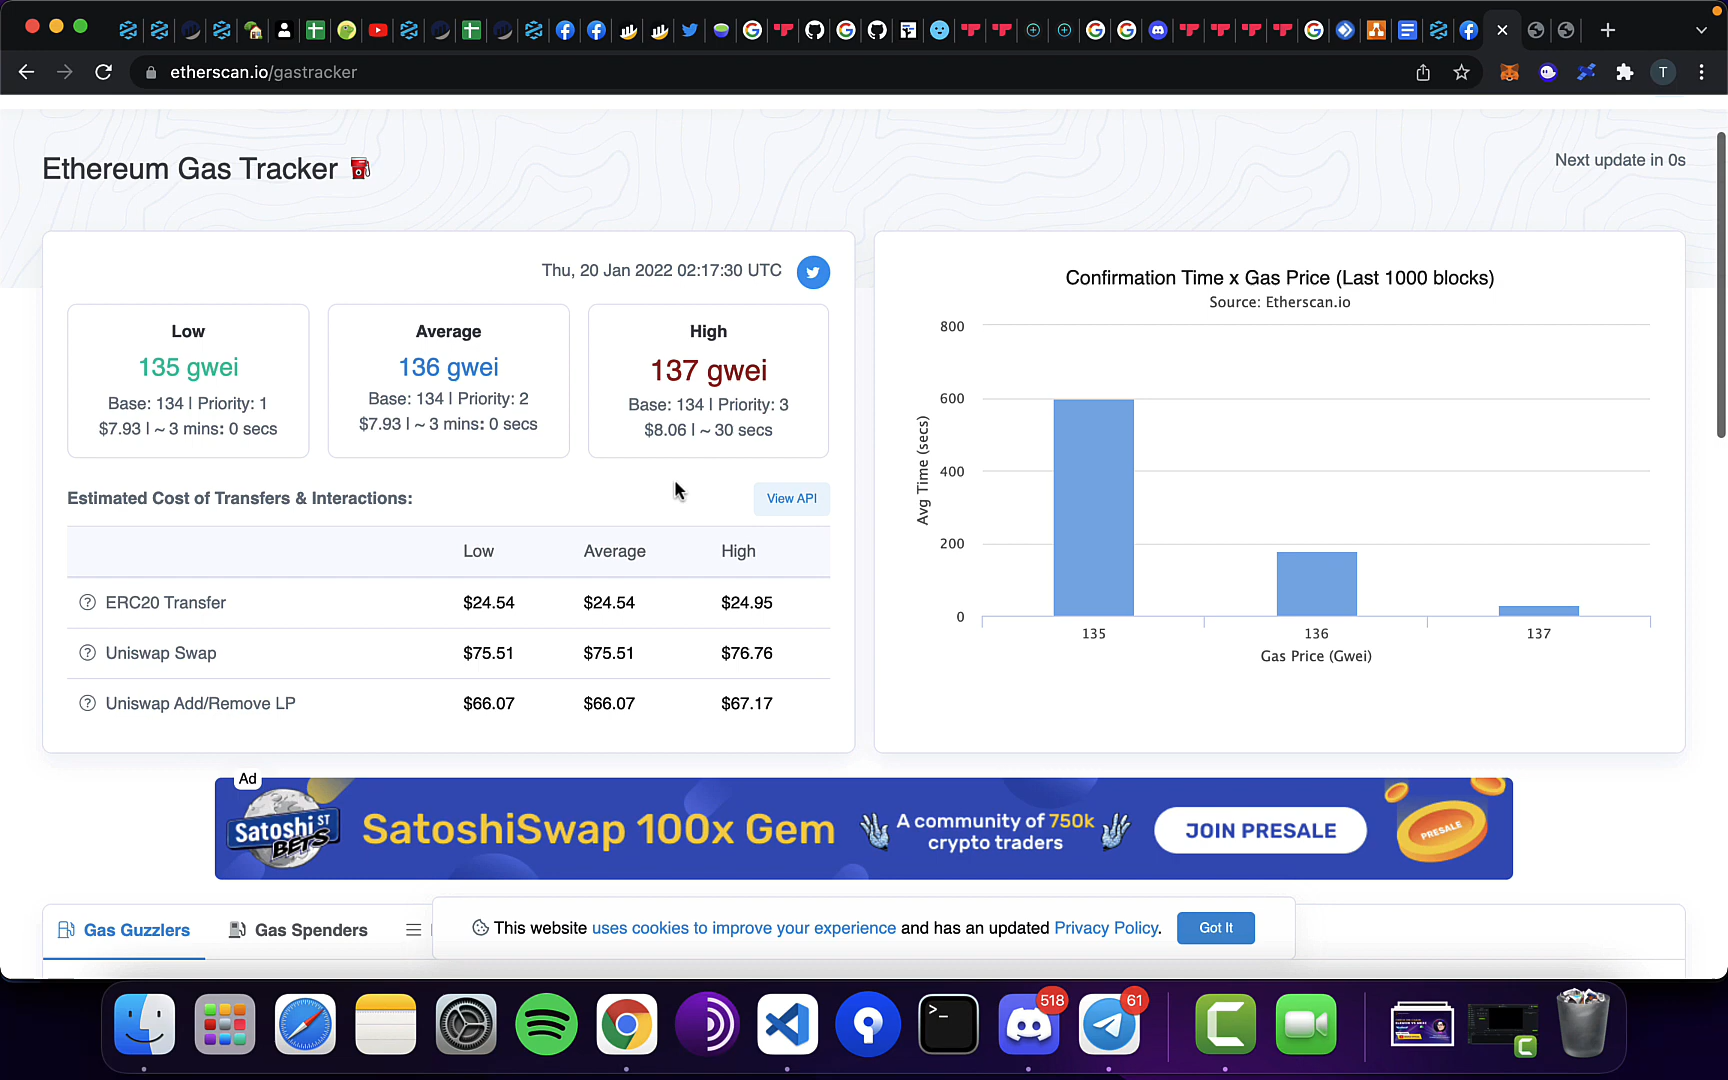 etherscan.io/gastracker
T
Ethereum Gas Tracker
Next update in 0s
Thu, 20 Jan 2022 02:17:30 UTC
Low
135 gwei
Base: 134 | Priority: 1
$7.93 | ~ 3 mins: 0 secs
Average
136 gwei
Base: 134 | Priority: 2
$7.93 | ~ 3 mins: 0 secs
High
137 gwei
Base: 134 | Priority: 3
$8.06 | ~ 30 secs
Estimated Cost of Transfers & Interactions:
View API
Low Average High
ERC20 Transfer $24.54 $24.54 $24.95
Uniswap Swap $75.51 $75.51 $76.76
Uniswap Add/Remove LP $66.07 $66.07 $67.17
Confirmation Time x Gas Price (Last 1000 blocks)
Source: Etherscan.io
Avg Time (secs)
800
600
400
200
0
135 136 137
Gas Price (Gwei)
Ad
Satoshi ST
BETS
SatoshiSwap 100x Gem
A community of 750k
crypto traders
JOIN PRESALE
PRESALE
Gas Guzzlers
Gas Spenders
This website uses cookies to improve your experience and has an updated Privacy Policy.
Got It
518
61